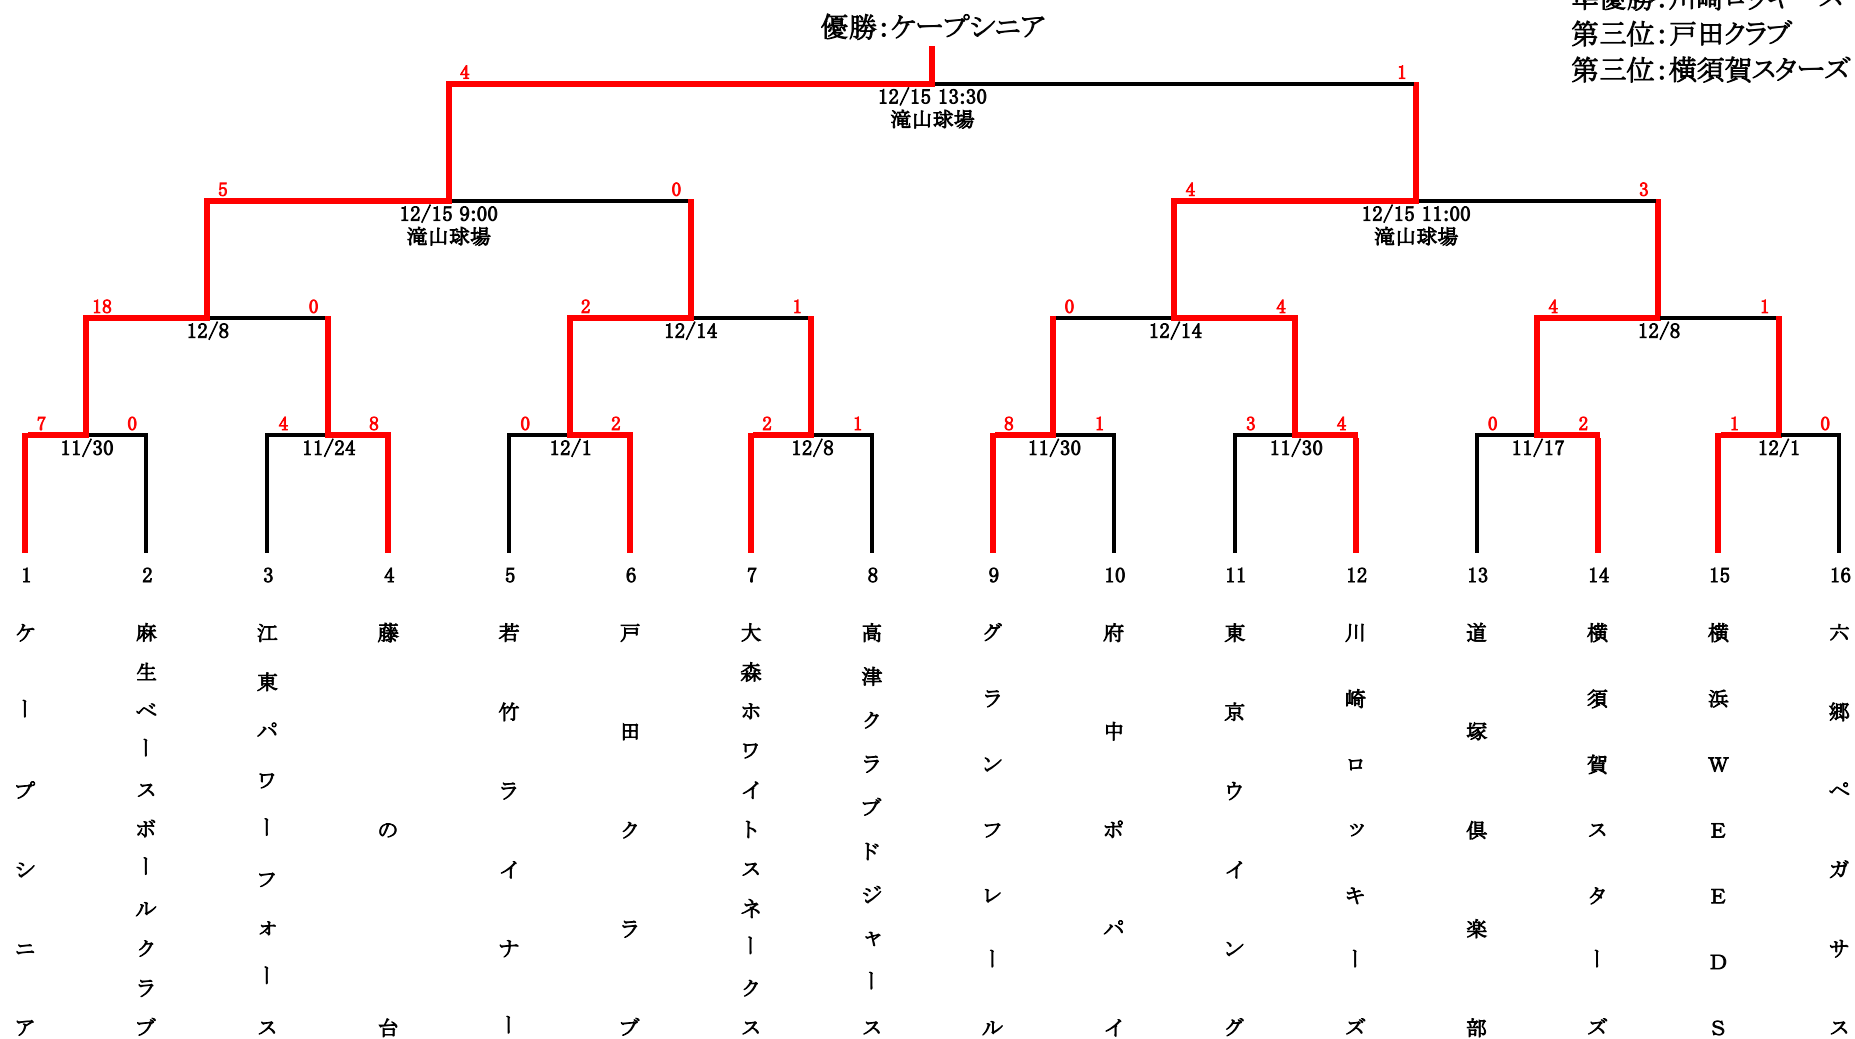 準優勝：川崎ロッキーズ
優勝：ケープシニア
第三位：戸田クラブ
第三位：横須賀スターズ
4 1
12/15 13:30
滝山球場
5 0 4 3
12/15 9:00 12/15 11:00
滝山球場 滝山球場
18 0 2 1 0 4 4 1
12/8 12/14 12/14 12/8
7 0 4 8 0 2 2 1 8 1 3 4 0 2 1 0
11/30 11/24 12/1 12/8 11/30 11/30 11/17 12/1
1 2 3 4 5 6 7 8 9 10 11 12 13 14 15 16
ケープシニア
麻生ベースボールクラブ
江東パワーフォース
藤の台
若竹ライナー
戸田クラブ
大森ホワイトスネークス
高津クラブドジャース
グランフレール
府中ポパイ
東京ウイング
川崎ロッキーズ
道塚倶楽部
横須賀スターズ
横浜WEEDS
六郷ペガサス